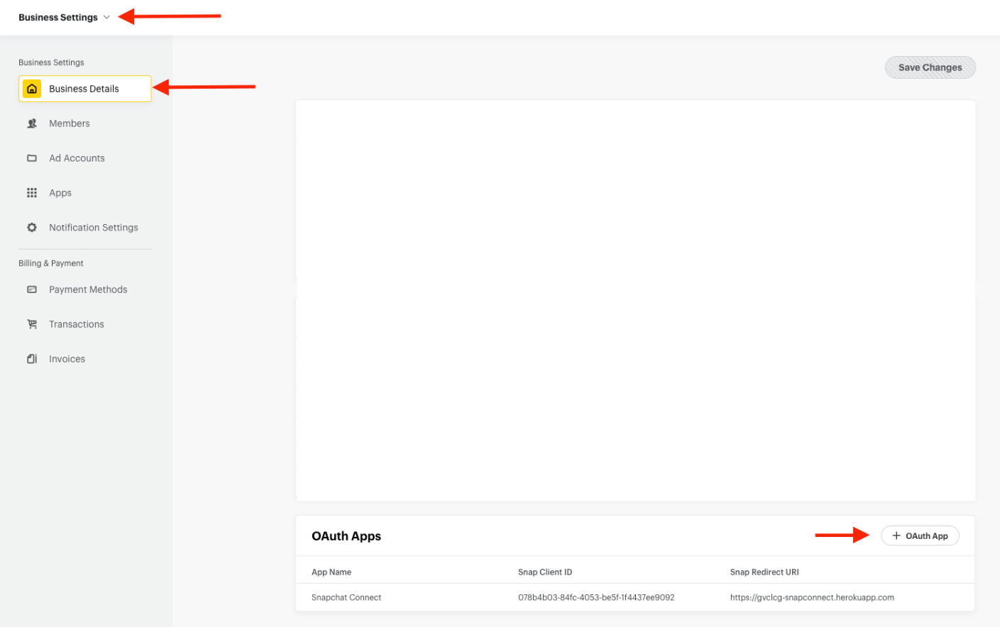 Business Settings
Business Settings
Business Details
Members
Ad Accounts
Apps
Notification Settings
Billing & Payment
Payment Methods
Transactions
Invoices
Save Changes
OAuth Apps
+ OAuth App
App Name Snap Client ID Snap Redirect URI
Snapchat Connect 078b4b03-84fc-4053-be5f-1f4437ee9092 https://gvclcg-snapconnect.herokuapp.com